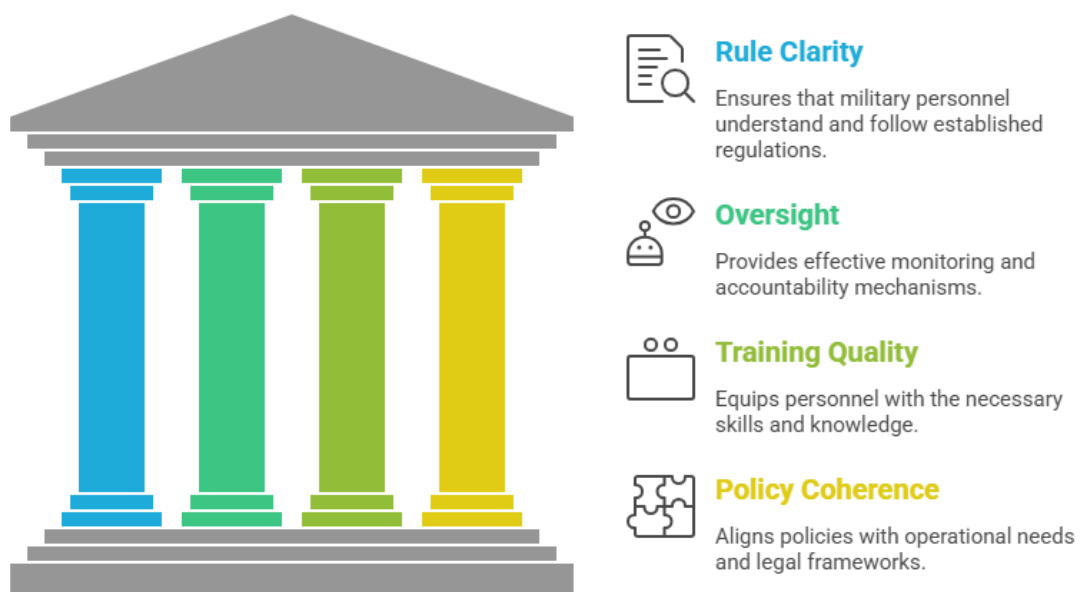 Rule Clarity
Ensures that military personnel
understand and follow established
regulations.
Oversight
Provides effective monitoring and
accountability mechanisms.
Training Quality
Equips personnel with the necessary
skills and knowledge.
Policy Coherence
Aligns policies with operational needs
and legal frameworks.